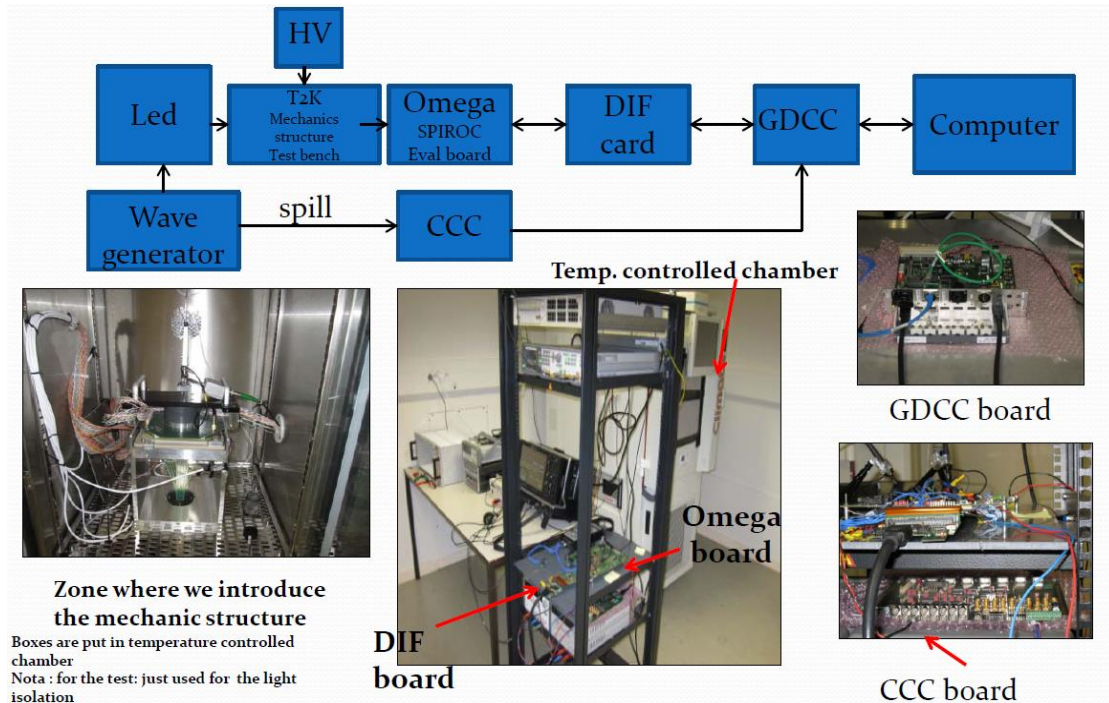 HV
Led
T2K
Mechanics
structure
Test bench
Omega
SPIROC
Eval board
DIF
card
GDCC
Computer
Wave
generator
spill
CCC
Temp. controlled chamber
Climats
GDCC board
Omega
board
Zone where we introduce
the mechanic structure
Boxes are put in temperature controlled
chamber
Nota : for the test: just used for the light
isolation
DIF
board
CCC board